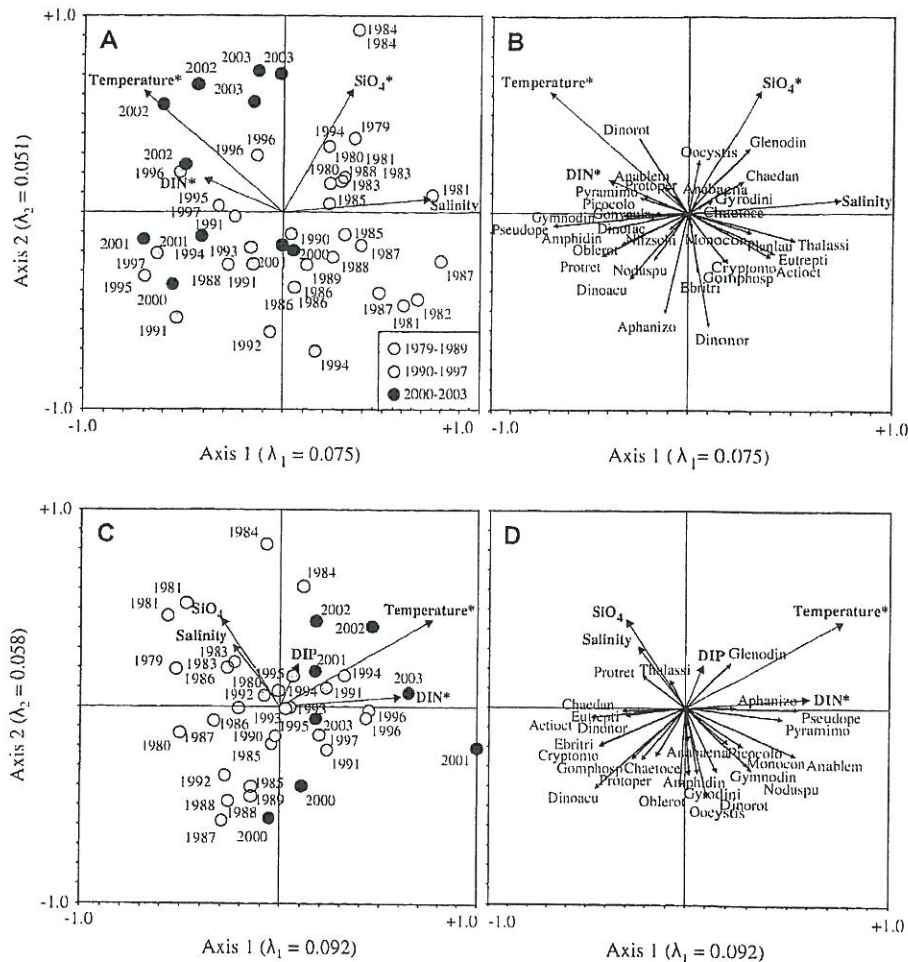 A
+1.0
1984
1984
2003
2003
2002
2003
Temperature*
SiO4*
2002
1994
1979
1996
1996
1980
1981
2002
1988
1983
1996
1980
1983
DIN*
1981
1995
1985
Salinity
1997
1991
2001
2001
1990
1985
1994
1993
2000
1987
1997
2001
1988
1988
1991
1989
1987
1995
1986
2000
1986
1987
1982
1991
1981
1992
1994
1979-1989
1990-1997
2000-2003
-1.0
-1.0
+1.0
Axis 1 (λ1 = 0.075)
Axis 2 (λ2 = 0.051)
B
Temperature*
SiO4*
Dinorot
Glenodin
Oocystis
DIN*
Anablem
Chaedan
Protoper
Anabaena
Pyramimo
Gyrodini
Picocolo
Salinity
Gymnodin
Gonyaula
Chaetoce
Pseudope
Dinotac
Amphidin
Nitzsohi
Monocon
Planlau
Thalassi
Oblerot
Eutrepti
Protret
Noduspu
Cryptomo
Actioct
Gomphosp
Dinoacu
Ebritri
Aphanizo
Dinonor
-1.0
+1.0
Axis 1 (λ1 = 0.075)
C
+1.0
1984
1984
1981
1981
SiO4
2002
Temperature*
2002
Salinity
1983
DIP
1979
1983
2001
1994
1986
1980
1995
1991
2003
1992
1994
DIN*
1993
1993
1996
1986
1995
2003
1996
1980
1987
1990
1997
1985
1991
2001
1992
1985
1989
2000
1988
1988
1987
2000
-1.0
-1.0
+1.0
Axis 1 (λ1 = 0.092)
Axis 2 (λ2 = 0.058)
D
SiO4
Temperature*
Salinity
DIP
Glenodin
Protret
Thalassi
DIN*
Chaedan
Aphanizo
Eutrepti
Pseudope
Actioct
Dinonor
Pyramimo
Ebritri
Anabaena
Picocolo
Cryptomo
Monocon
Anablem
Gomphosp
Chaetoce
Gymnodin
Protoper
Amphidin
Noduspu
Dinoacu
Gyrodini
Oblerot
Dinorot
Oocystis
-1.0
+1.0
Axis 1 (λ1 = 0.092)